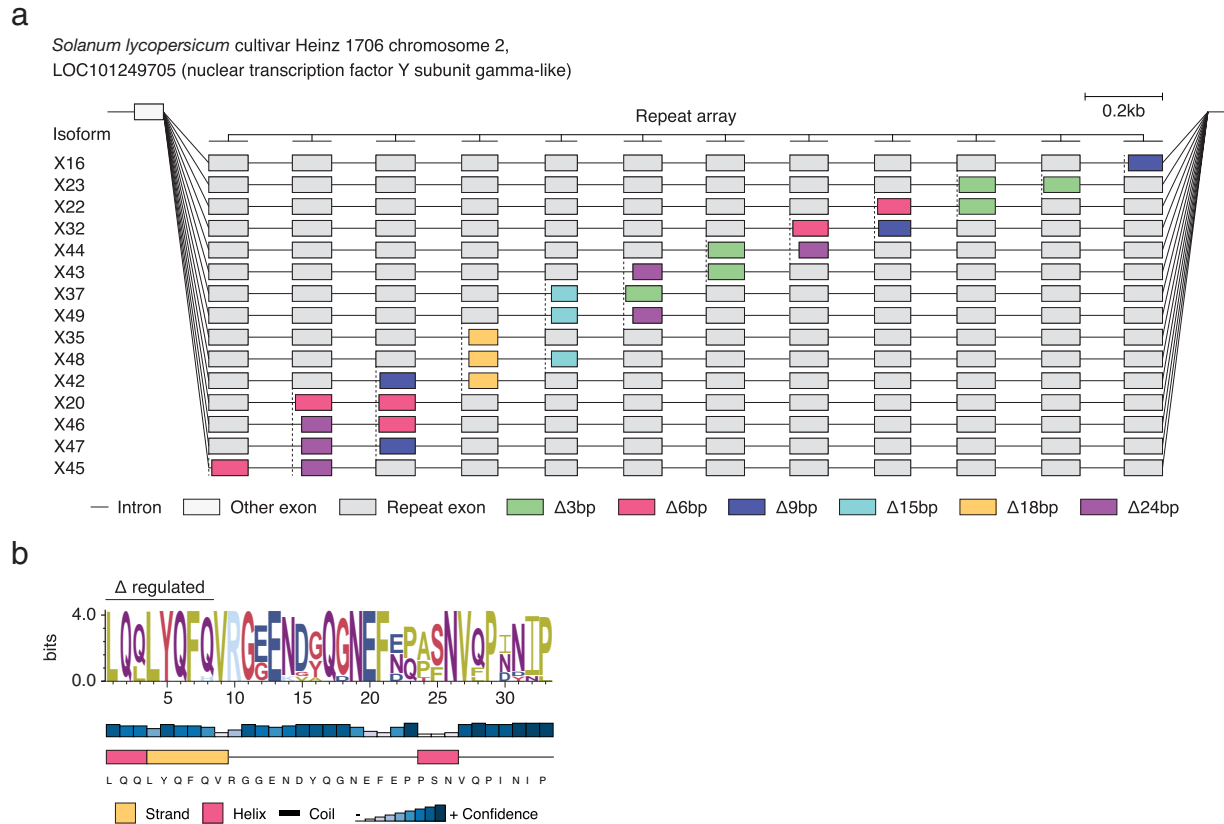 a
Solanum lycopersicum cultivar Heinz 1706 chromosome 2,
LOC101249705 (nuclear transcription factor Y subunit gamma-like)
0.2kb
Repeat array
Isoform
X16
X23
X22
X32
X44
X43
X37
X49
X35
X48
X42
X20
X46
X47
X45
Intron Other exon Repeat exon Δ3bp Δ6bp Δ9bp Δ15bp Δ18bp Δ24bp
b
Δ regulated
4.0
bits
0.0
5 10 15 20 25 30
L Q Q L Y Q F Q V R G G E N D Y Q G N E F E P P S N V Q P I N I P
Strand Helix Coil - + Confidence